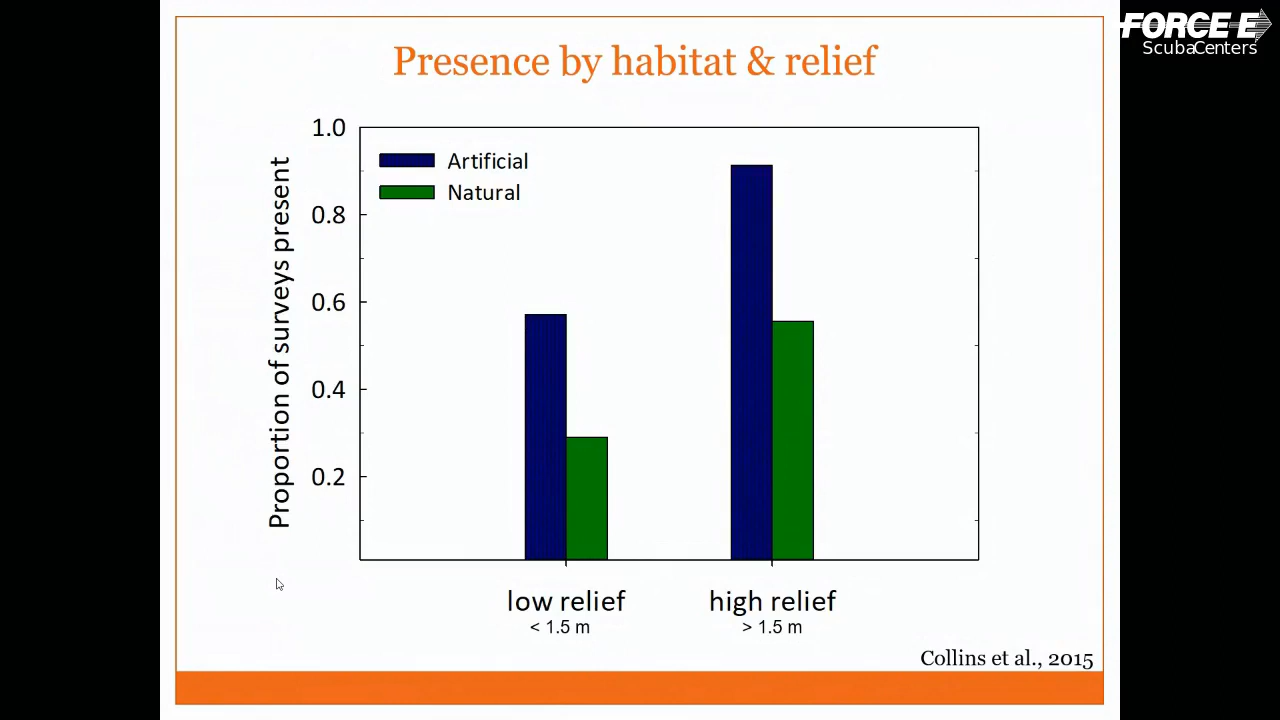 FORCE E
ScubaCenters
Presence by habitat & relief
Proportion of surveys present
1.0
0.8
0.6
0.4
0.2
Artificial
Natural
low relief
< 1.5 m
high relief
> 1.5 m
Collins et al., 2015